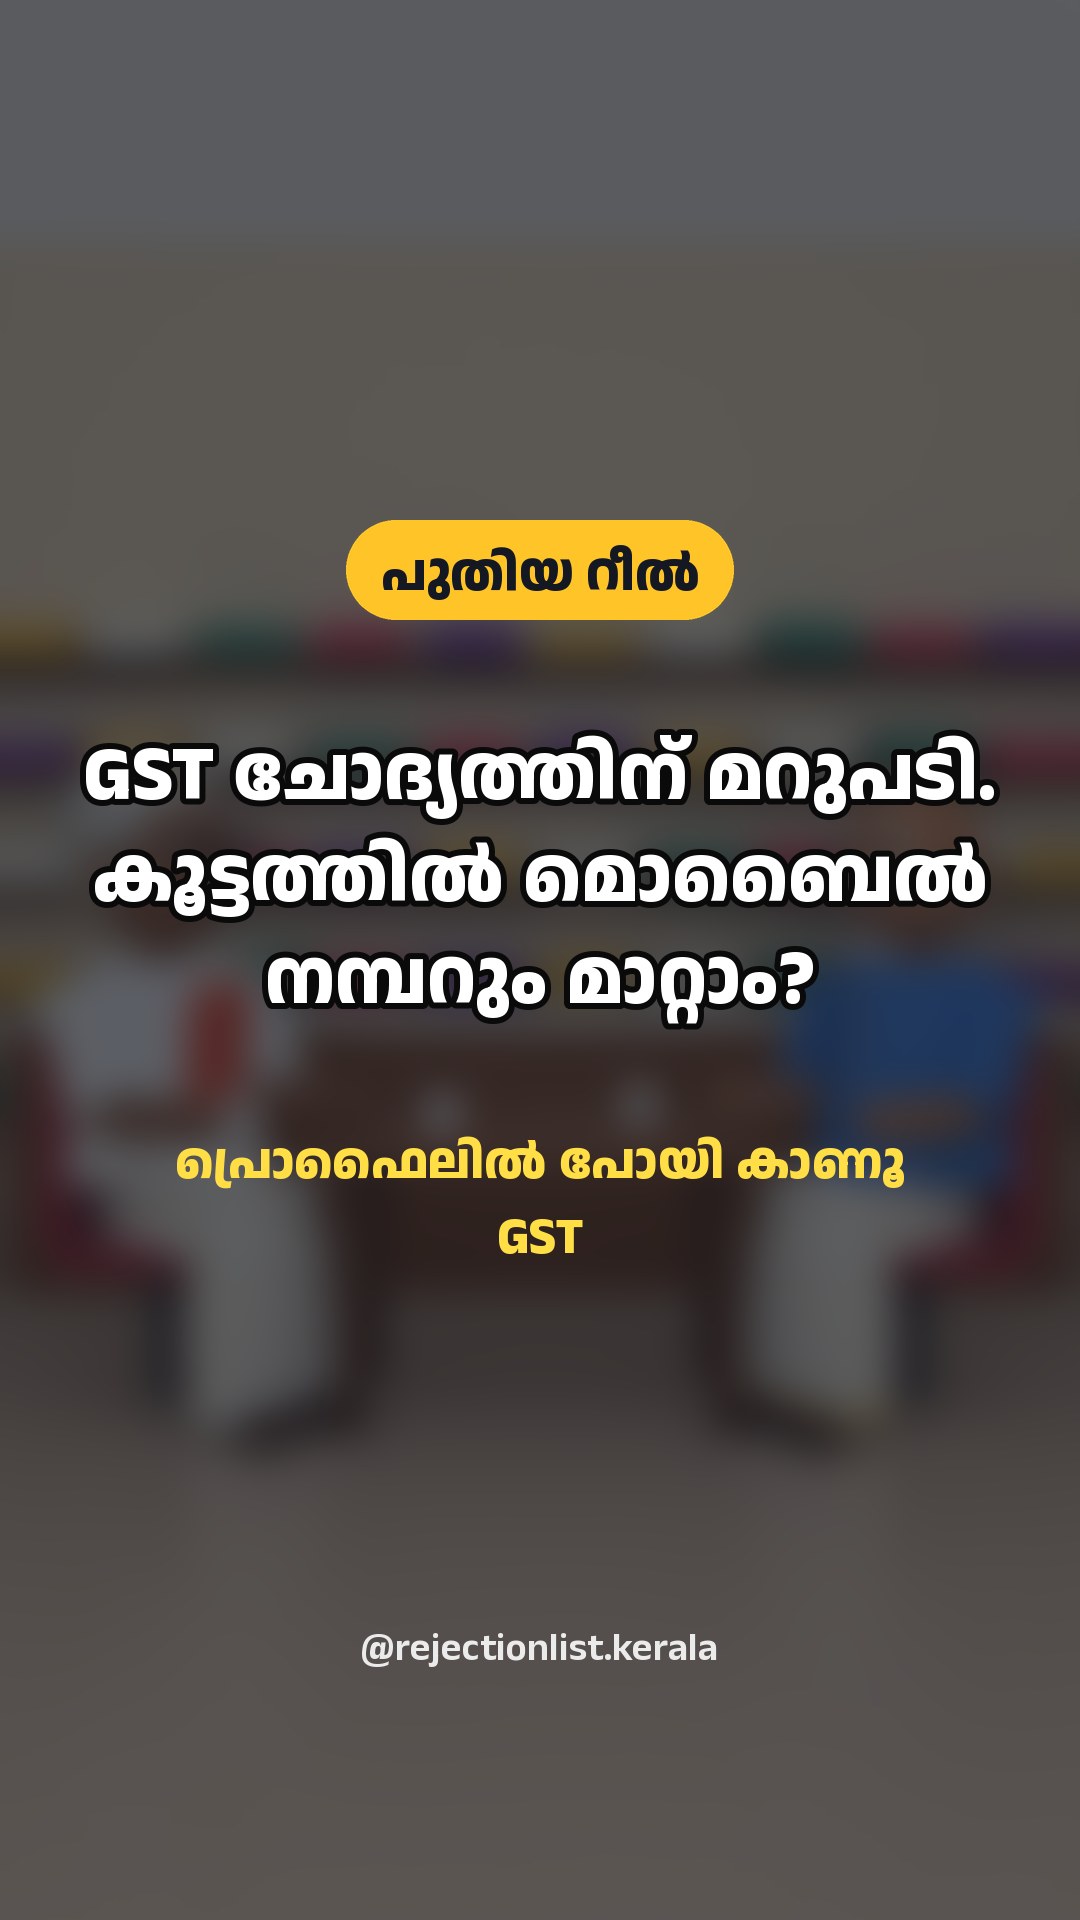 പുതിയ റീൽ
GST ചോദ്യത്തിന് മറുപടി.
കൂട്ടത്തിൽ മൊബൈൽ
നമ്പറും മാറ്റാം?
പ്രൊഫൈലിൽ പോയി കാണൂ
GST
@rejectionlist.kerala